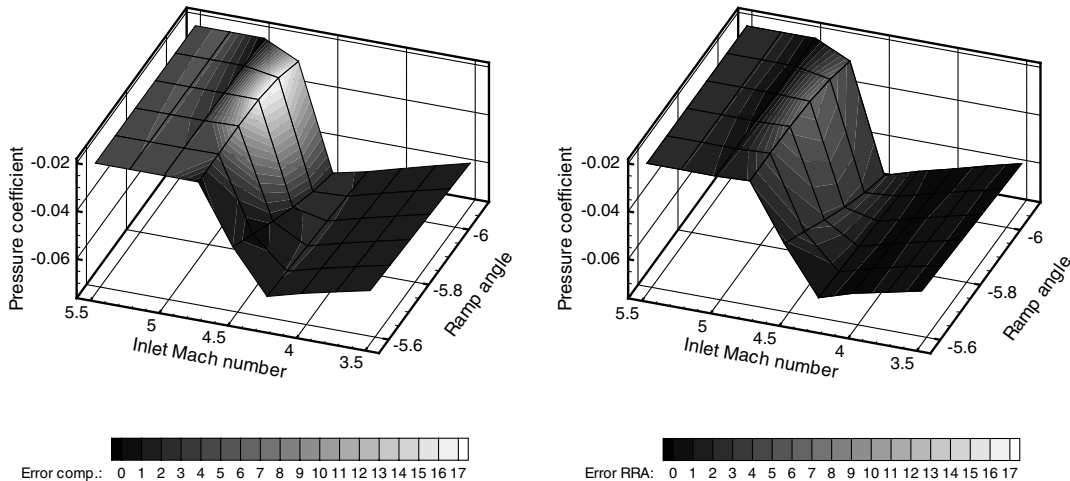 Pressure coefficient
-0.02
-0.04
-0.06
5.5
5
4.5
4
3.5
Inlet Mach number
-6
-5.8
-5.6
Ramp angle
Error comp.: 0 1 2 3 4 5 6 7 8 9 10 11 12 13 14 15 16 17
Pressure coefficient
-0.02
-0.04
-0.06
5.5
5
4.5
4
3.5
Inlet Mach number
-6
-5.8
-5.6
Ramp angle
Error RRA: 0 1 2 3 4 5 6 7 8 9 10 11 12 13 14 15 16 17